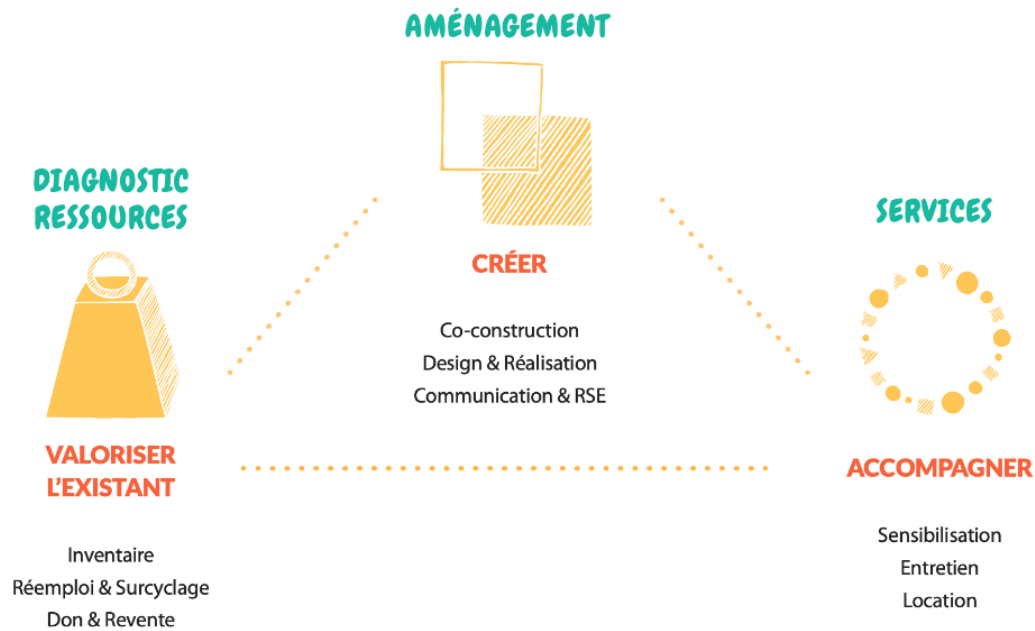 AMÉNAGEMENT
CRÉER
Co-construction
Design & Réalisation
Communication & RSE
DIAGNOSTIC
RESSOURCES
VALORISER
L'EXISTANT
Inventaire
Réemploi & Surcyclage
Don & Revente
SERVICES
ACCOMPAGNER
Sensibilisation
Entretien
Location